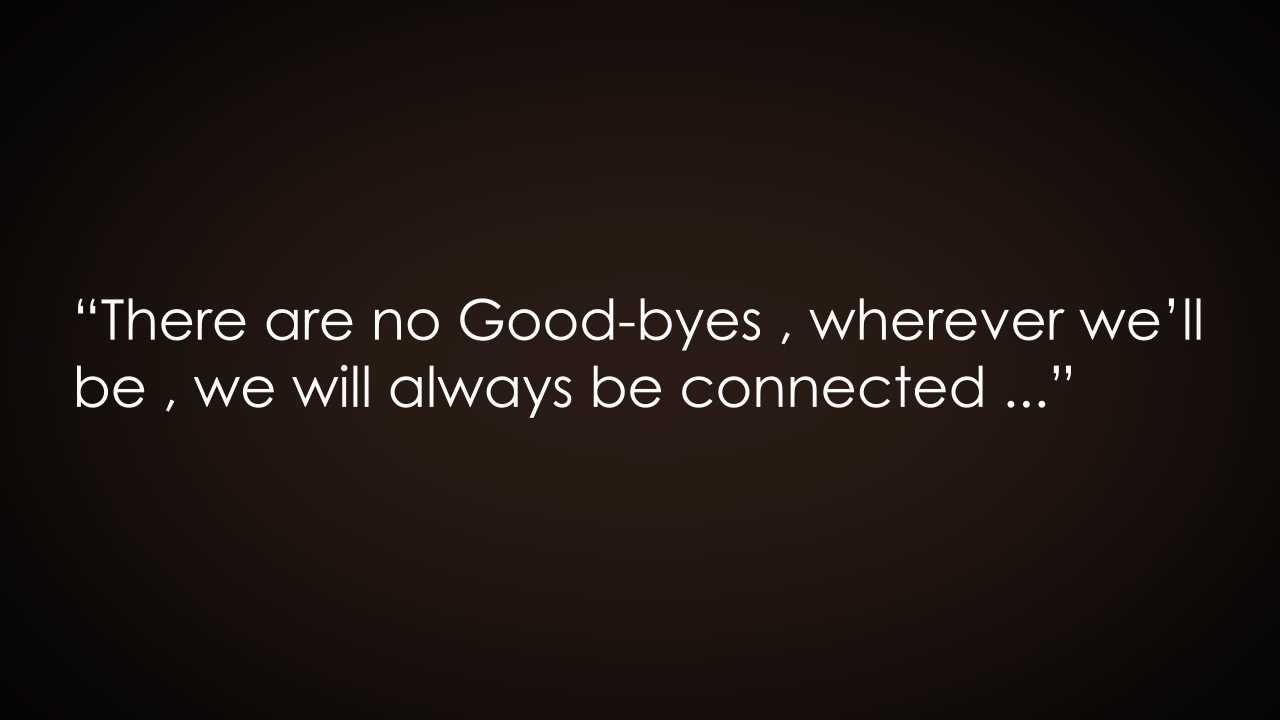 “There are no Good-byes , wherever we’ll
be , we will always be connected ...”